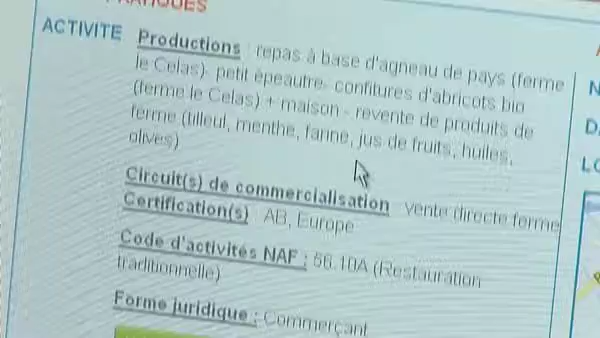 PRATIQUES
ACTIVITE Productions : repas à base d'agneau de pays (ferme
le Celas)- petit épeautre- confitures d'abricots bio
(ferme le Celas) + maison - revente de produits de
ferme (tilleul, menthe, farine, jus de fruits, huiles,
olives)
Circuit(s) de commercialisation : vente directe ferme
Certification(s) : AB, Europe
Code d'activités NAF : 56.10A (Restauration
traditionnelle)
Forme juridique : Commerçant